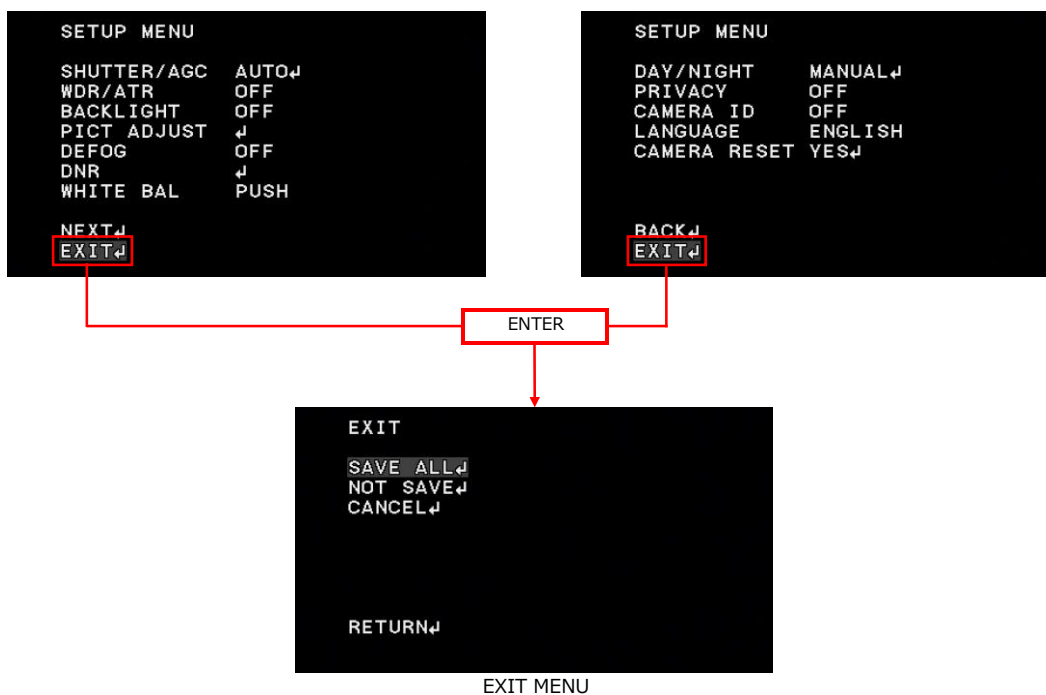 SETUP MENU
SHUTTER/AGC AUTO↲
WDR/ATR OFF
BACKLIGHT OFF
PICT ADJUST ↲
DEFOG OFF
DNR ↲
WHITE BAL PUSH
NEXT↲
EXIT↲
SETUP MENU
DAY/NIGHT MANUAL↲
PRIVACY OFF
CAMERA ID OFF
LANGUAGE ENGLISH
CAMERA RESET YES↲
BACK↲
EXIT↲
ENTER
EXIT
SAVE ALL↲
NOT SAVE↲
CANCEL↲
RETURN↲
EXIT MENU